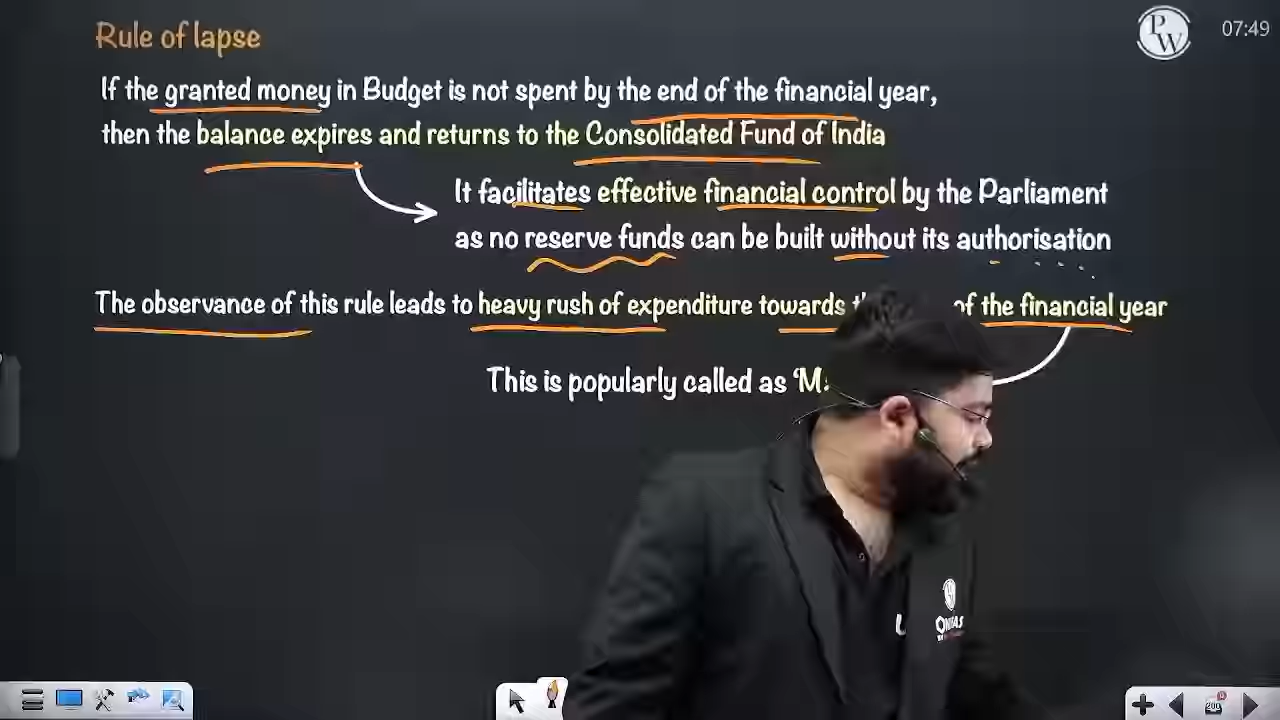 Rule of lapse
PW
07:49
If the granted money in Budget is not spent by the end of the financial year,
then the balance expires and returns to the Consolidated Fund of India
It facilitates effective financial control by the Parliament
as no reserve funds can be built without its authorisation
The observance of this rule leads to heavy rush of expenditure towards of the financial year
This is popularly called as